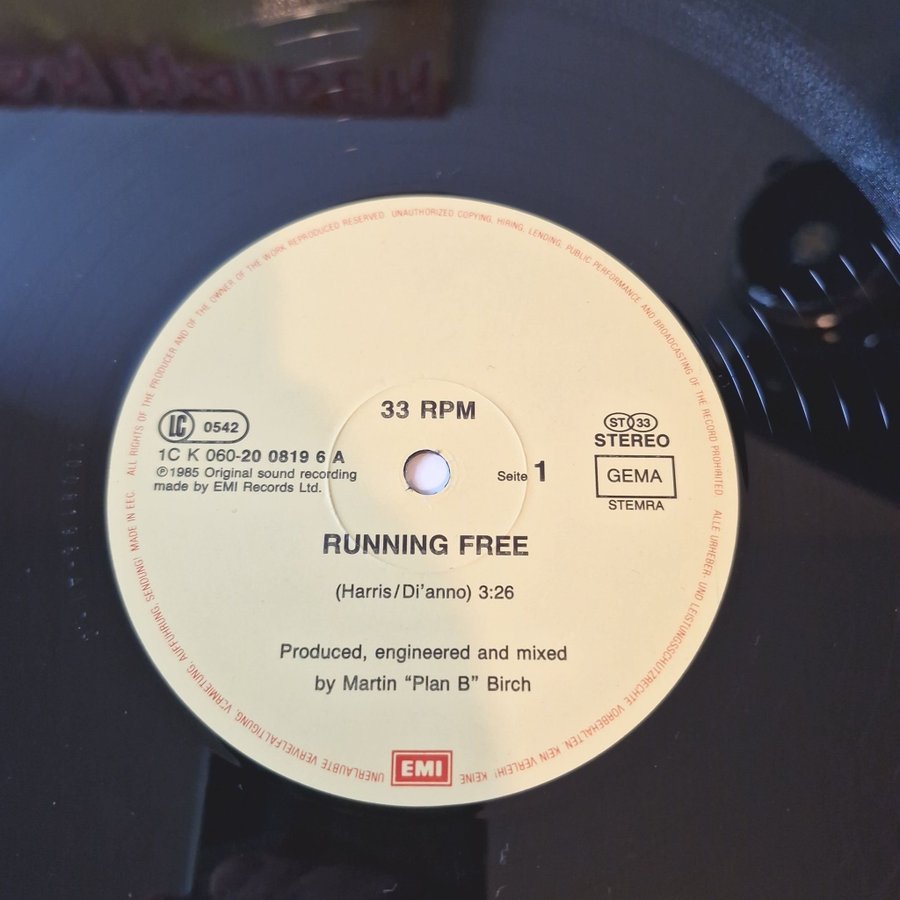 ALL RIGHTS OF THE PRODUCER AND OF THE OWNER OF THE WORK REPRODUCED RESERVED. UNAUTHORIZED COPYING, HIRING, LENDING, PUBLIC PERFORMANCE AND BROADCASTING OF THE RECORD PROHIBITED.
33 RPM
LC 0542
1C K 060-20 0819 6 A
℗1985 Original sound recording
made by EMI Records Ltd.
Seite 1
ST 33
STEREO
GEMA
STEMRA
RUNNING FREE
(Harris/Di'anno) 3:26
Produced, engineered and mixed
by Martin "Plan B" Birch
EMI
ALLE URHEBER- UND LEISTUNGSSCHUTZRECHTE VORBEHALTEN. KEIN VERLEIH! KEINE UNERLAUBTE VERVIELFÄLTIGUNG, VERMIETUNG, AUFFÜHRUNG, SENDUNG! MADE IN EEC